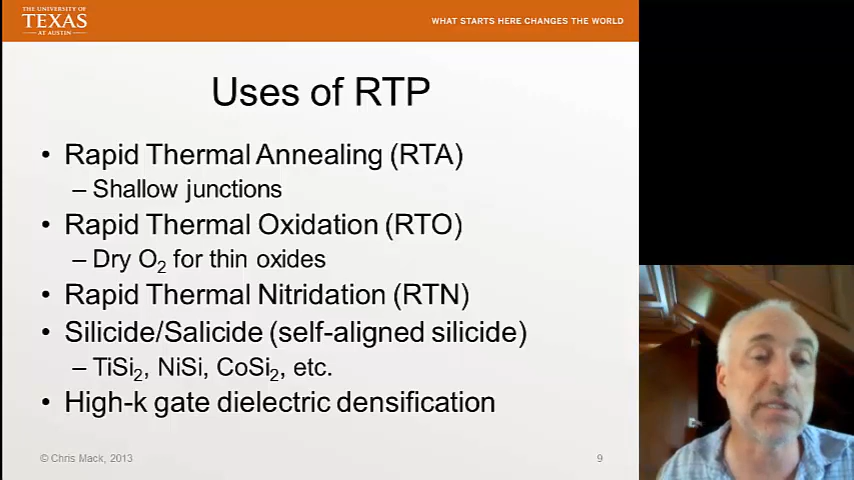 THE UNIVERSITY OF
TEXAS
AT AUSTIN
WHAT STARTS HERE CHANGES THE WORLD
Uses of RTP
• Rapid Thermal Annealing (RTA)
– Shallow junctions
• Rapid Thermal Oxidation (RTO)
– Dry O₂ for thin oxides
• Rapid Thermal Nitridation (RTN)
• Silicide/Salicide (self-aligned silicide)
– TiSi₂, NiSi, CoSi₂, etc.
• High-k gate dielectric densification
© Chris Mack, 2013
9